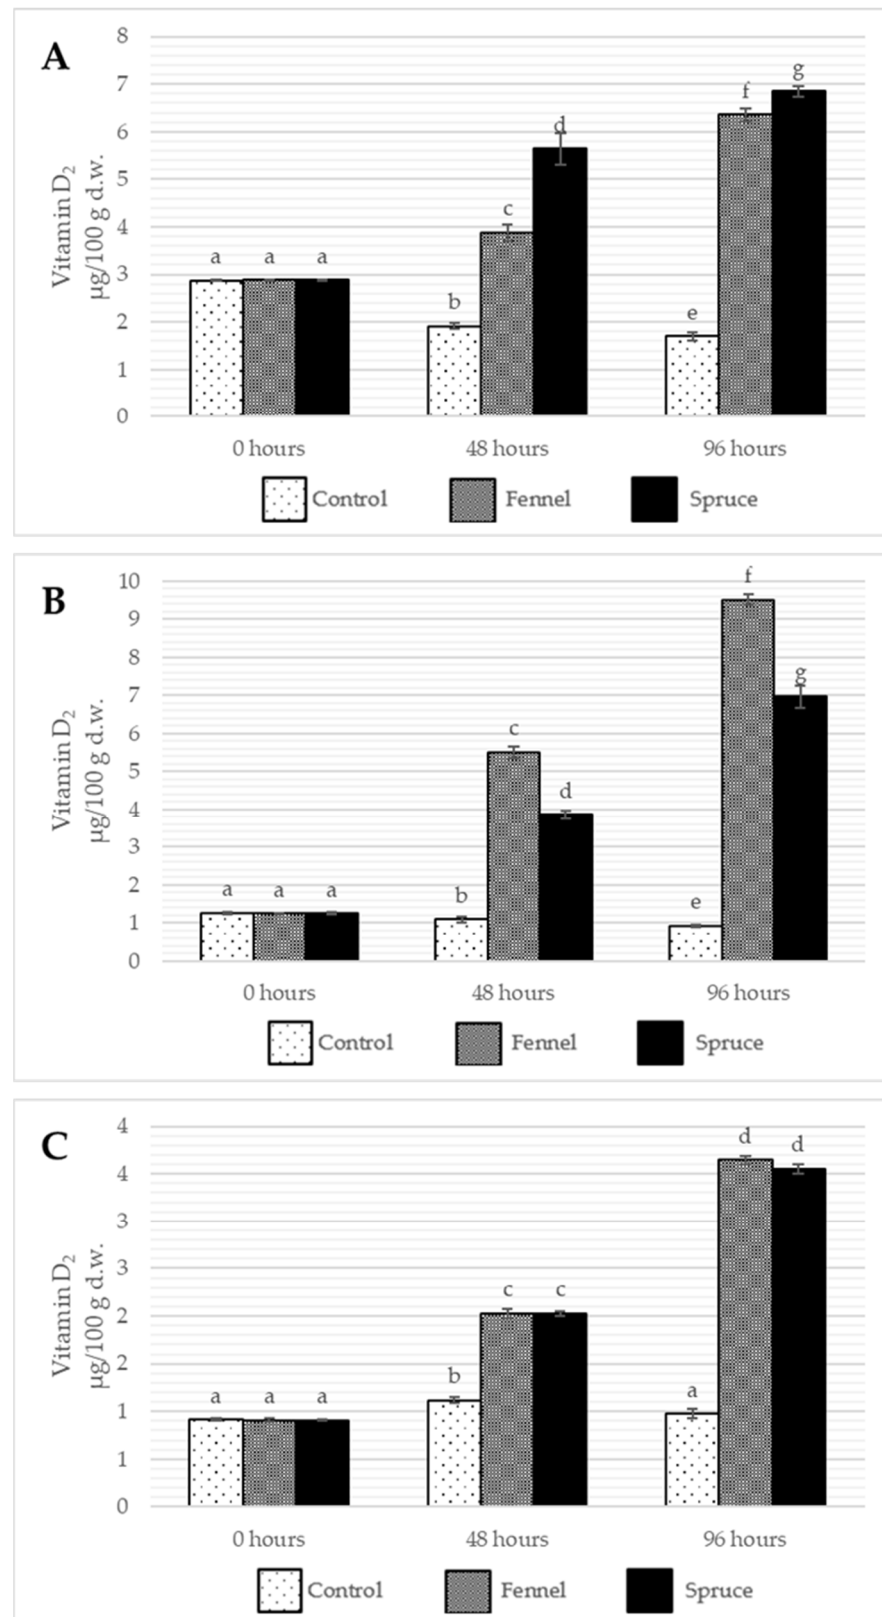 A
8
7
6
5
4
3
2
1
0
Vitamin D₂
µg/100 g d.w.
a a a
b c d
e f g
0 hours 48 hours 96 hours
Control Fennel Spruce
B
10
9
8
7
6
5
4
3
2
1
0
Vitamin D₂
µg/100 g d.w.
a a a
b c d
e f g
0 hours 48 hours 96 hours
Control Fennel Spruce
C
4
4
3
3
2
2
1
1
0
Vitamin D₂
µg/100 g d.w.
a a a
b c c
a d d
0 hours 48 hours 96 hours
Control Fennel Spruce